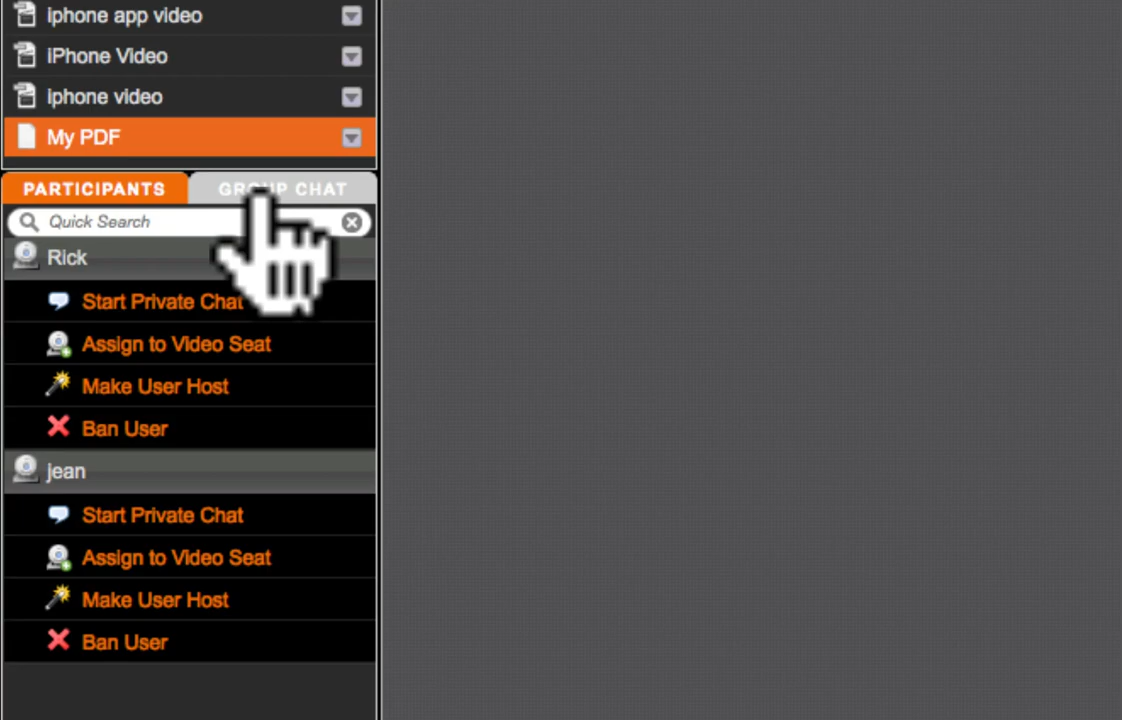 iphone app video
iPhone Video
iphone video
My PDF
PARTICIPANTS GROUP CHAT
Quick Search
Rick
Start Private Chat
Assign to Video Seat
Make User Host
Ban User
jean
Start Private Chat
Assign to Video Seat
Make User Host
Ban User